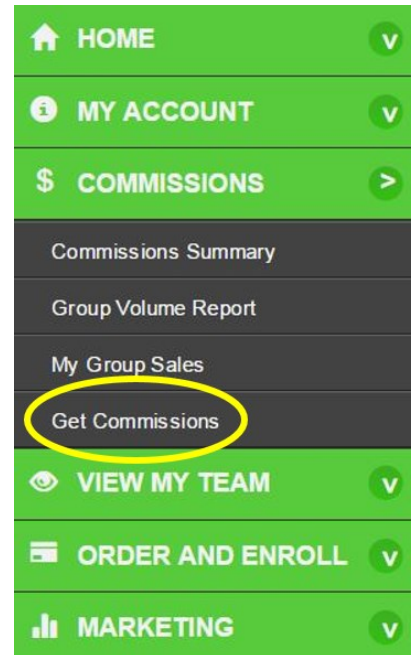 HOME v
i MY ACCOUNT v
$ COMMISSIONS >
Commissions Summary
Group Volume Report
My Group Sales
Get Commissions
VIEW MY TEAM v
ORDER AND ENROLL v
MARKETING v